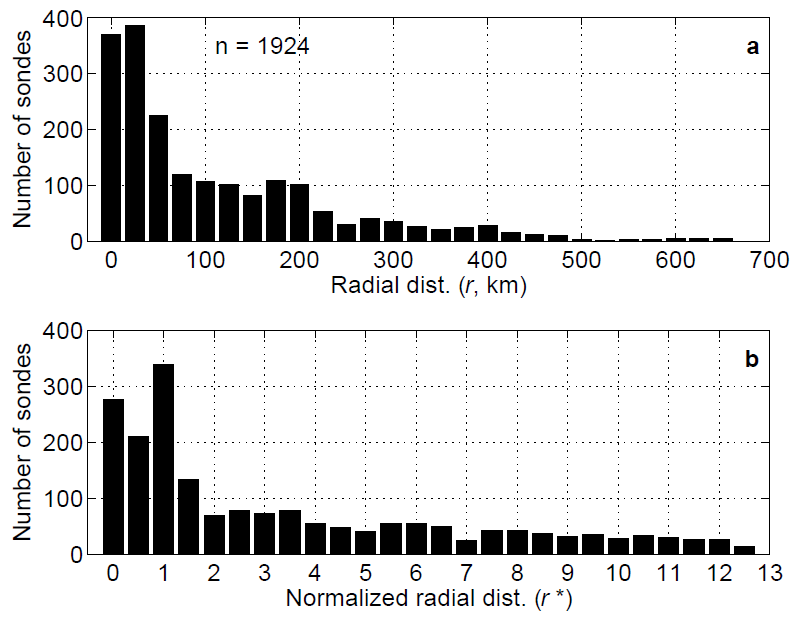 400
300
200
100
0
Number of sondes
n = 1924
a
0 100 200 300 400 500 600 700
Radial dist. (r, km)
400
300
200
100
0
Number of sondes
b
0 1 2 3 4 5 6 7 8 9 10 11 12 13
Normalized radial dist. (r *)